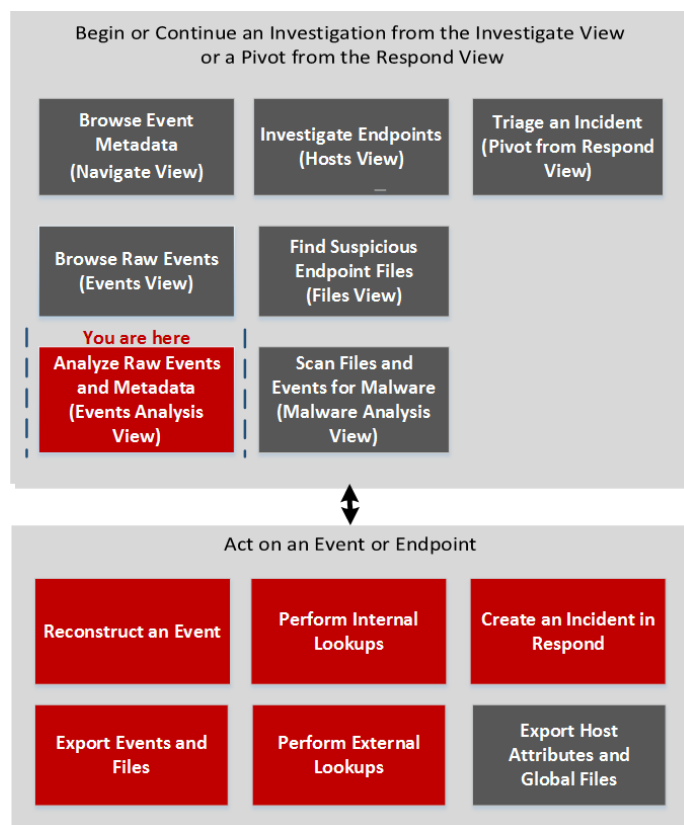 Begin or Continue an Investigation from the Investigate View
or a Pivot from the Respond View
Browse Event
Metadata
(Navigate View)
Investigate Endpoints
(Hosts View)
Triage an Incident
(Pivot from Respond
View)
Browse Raw Events
(Events View)
Find Suspicious
Endpoint Files
(Files View)
You are here
Analyze Raw Events
and Metadata
(Events Analysis
View)
Scan Files and
Events for Malware
(Malware Analysis
View)
Act on an Event or Endpoint
Reconstruct an Event
Perform Internal
Lookups
Create an Incident in
Respond
Export Events and
Files
Perform External
Lookups
Export Host
Attributes and
Global Files